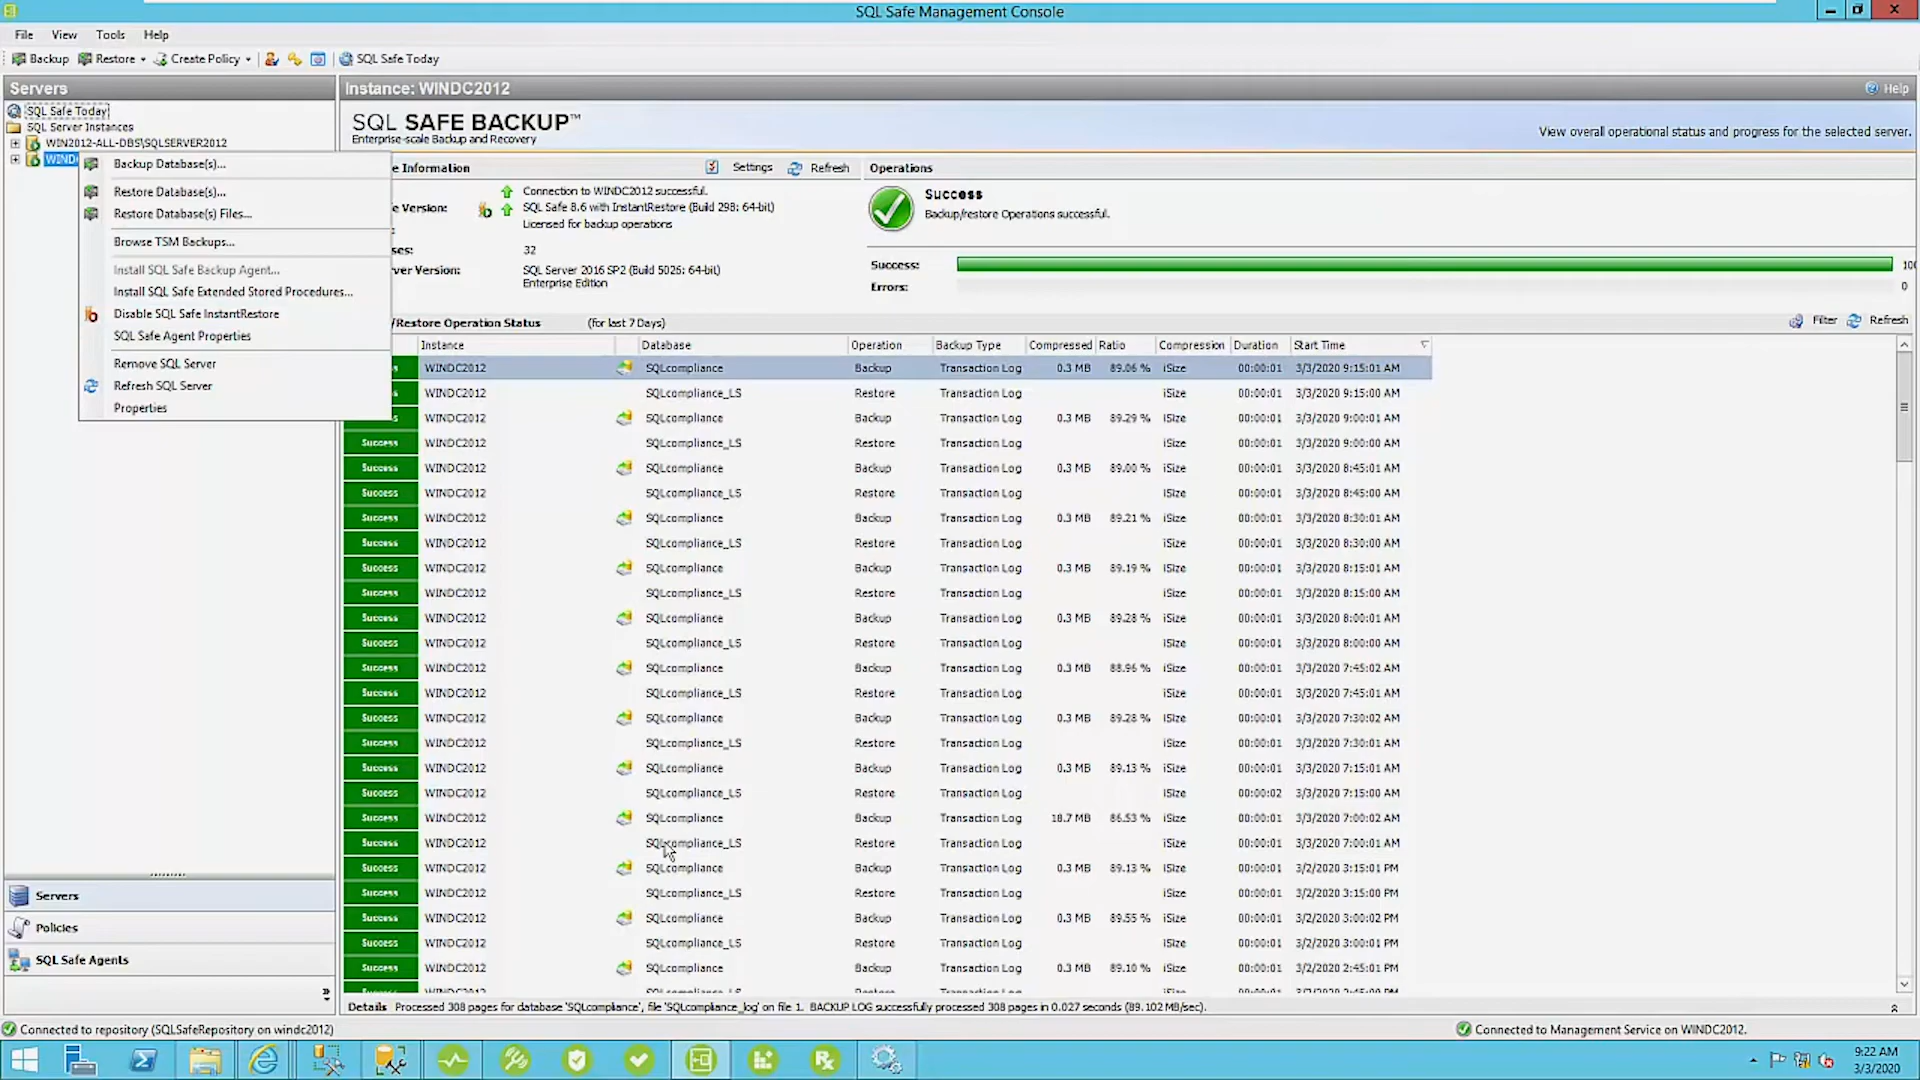 SQL Safe Management Console
File View Tools Help
Backup Restore Create Policy SQL Safe Today
Servers
Instance: WINDC2012
Help
SQL Safe Today
SQL Server Instances
WIN2012-ALL-DBS\SQLSERVER2012
SQL SAFE BACKUP™
Enterprise-scale Backup and Recovery
View overall operational status and progress for the selected server.
Backup Database(s)...
Restore Database(s)...
Restore Database(s) Files...
Browse TSM Backups...
Install SQL Safe Backup Agent...
Install SQL Safe Extended Stored Procedures...
Disable SQL Safe InstantRestore
SQL Safe Agent Properties
Remove SQL Server
Refresh SQL Server
Properties
e Information Settings Refresh
Connection to WINDC2012 successful.
e Version: SQL Safe 8.6 with InstantRestore (Build 298; 64-bit)
Licensed for backup operations
ses: 32
ver Version: SQL Server 2016 SP2 (Build 5026; 64-bit)
Enterprise Edition
Operations
Success
Backup/restore Operations successful.
Success: 100
Errors: 0
/Restore Operation Status (for last 7 Days) Filter Refresh
Instance Database Operation Backup Type Compressed Ratio Compression Duration Start Time
WINDC2012 SQLcompliance Backup Transaction Log 0.3 MB 89.06 % iSize 00:00:01 3/3/2020 9:15:01 AM
WINDC2012 SQLcompliance_LS Restore Transaction Log iSize 00:00:01 3/3/2020 9:15:00 AM
WINDC2012 SQLcompliance Backup Transaction Log 0.3 MB 89.29 % iSize 00:00:01 3/3/2020 9:00:01 AM
Success WINDC2012 SQLcompliance_LS Restore Transaction Log iSize 00:00:01 3/3/2020 9:00:00 AM
Success WINDC2012 SQLcompliance Backup Transaction Log 0.3 MB 89.00 % iSize 00:00:01 3/3/2020 8:45:01 AM
Success WINDC2012 SQLcompliance_LS Restore Transaction Log iSize 00:00:01 3/3/2020 8:45:00 AM
Success WINDC2012 SQLcompliance Backup Transaction Log 0.3 MB 89.21 % iSize 00:00:01 3/3/2020 8:30:01 AM
Success WINDC2012 SQLcompliance_LS Restore Transaction Log iSize 00:00:01 3/3/2020 8:30:00 AM
Success WINDC2012 SQLcompliance Backup Transaction Log 0.3 MB 89.19 % iSize 00:00:01 3/3/2020 8:15:01 AM
Success WINDC2012 SQLcompliance_LS Restore Transaction Log iSize 00:00:01 3/3/2020 8:15:00 AM
Success WINDC2012 SQLcompliance Backup Transaction Log 0.3 MB 89.28 % iSize 00:00:01 3/3/2020 8:00:01 AM
Success WINDC2012 SQLcompliance_LS Restore Transaction Log iSize 00:00:01 3/3/2020 8:00:00 AM
Success WINDC2012 SQLcompliance Backup Transaction Log 0.3 MB 88.96 % iSize 00:00:01 3/3/2020 7:45:02 AM
Success WINDC2012 SQLcompliance_LS Restore Transaction Log iSize 00:00:01 3/3/2020 7:45:01 AM
Success WINDC2012 SQLcompliance Backup Transaction Log 0.3 MB 89.28 % iSize 00:00:01 3/3/2020 7:30:02 AM
Success WINDC2012 SQLcompliance_LS Restore Transaction Log iSize 00:00:01 3/3/2020 7:30:01 AM
Success WINDC2012 SQLcompliance Backup Transaction Log 0.3 MB 89.13 % iSize 00:00:01 3/3/2020 7:15:01 AM
Success WINDC2012 SQLcompliance_LS Restore Transaction Log iSize 00:00:02 3/3/2020 7:15:00 AM
Success WINDC2012 SQLcompliance Backup Transaction Log 18.7 MB 86.53 % iSize 00:00:01 3/3/2020 7:00:02 AM
Success WINDC2012 SQLcompliance_LS Restore Transaction Log iSize 00:00:01 3/3/2020 7:00:01 AM
Success WINDC2012 SQLcompliance Backup Transaction Log 0.3 MB 89.13 % iSize 00:00:01 3/2/2020 3:15:01 PM
Success WINDC2012 SQLcompliance_LS Restore Transaction Log iSize 00:00:01 3/2/2020 3:15:00 PM
Success WINDC2012 SQLcompliance Backup Transaction Log 0.3 MB 89.55 % iSize 00:00:01 3/2/2020 3:00:02 PM
Success WINDC2012 SQLcompliance_LS Restore Transaction Log iSize 00:00:01 3/2/2020 3:00:01 PM
Success WINDC2012 SQLcompliance Backup Transaction Log 0.3 MB 89.10 % iSize 00:00:01 3/2/2020 2:45:01 PM
Servers
Policies
SQL Safe Agents
Details Processed 308 pages for database 'SQLcompliance', file 'SQLcompliance_log' on file 1. BACKUP LOG successfully processed 308 pages in 0.027 seconds (89.102 MB/sec).
Connected to repository (SQLSafeRepository on windc2012)
Connected to Management Service on WINDC2012.
9:22 AM
3/3/2020